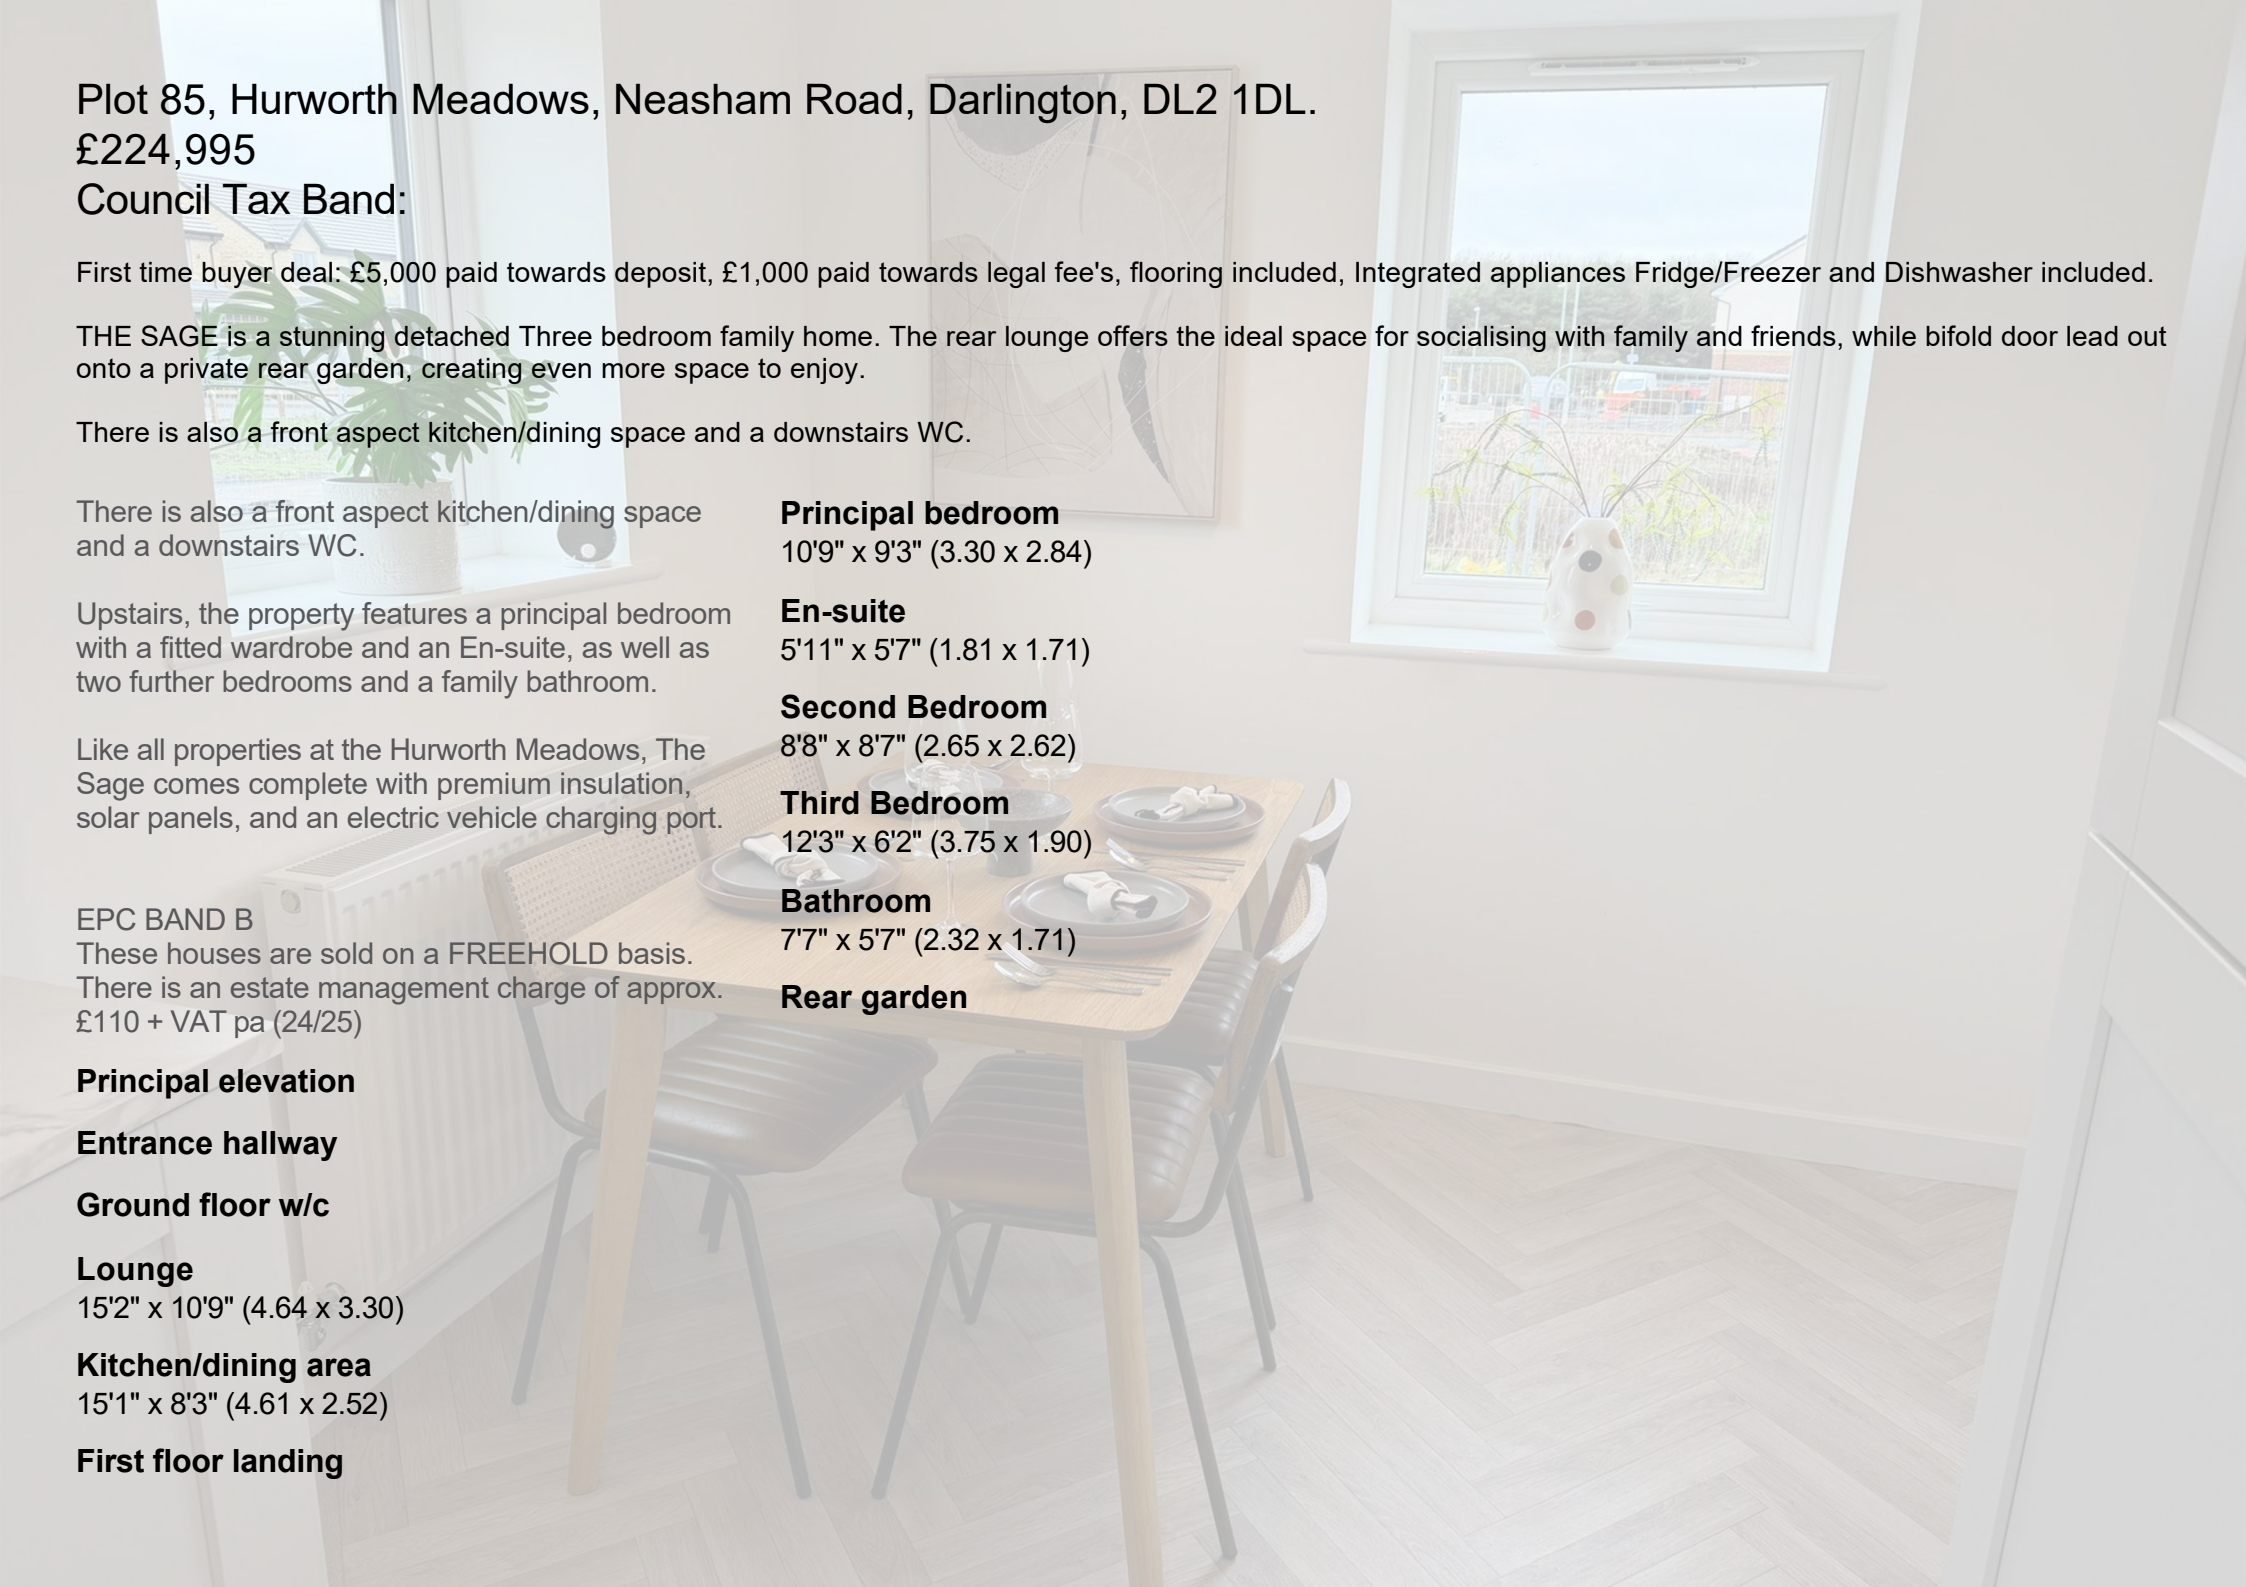 Plot 85, Hurworth Meadows, Neasham Road, Darlington, DL2 1DL.
£224,995
Council Tax Band:
First time buyer deal: £5,000 paid towards deposit, £1,000 paid towards legal fee's, flooring included, Integrated appliances Fridge/Freezer and Dishwasher included.
THE SAGE is a stunning detached Three bedroom family home. The rear lounge offers the ideal space for socialising with family and friends, while bifold door lead out
onto a private rear garden, creating even more space to enjoy.
There is also a front aspect kitchen/dining space and a downstairs WC.
There is also a front aspect kitchen/dining space
and a downstairs WC.
Upstairs, the property features a principal bedroom
with a fitted wardrobe and an En-suite, as well as
two further bedrooms and a family bathroom.
Like all properties at the Hurworth Meadows, The
Sage comes complete with premium insulation,
solar panels, and an electric vehicle charging port.
EPC BAND B
These houses are sold on a FREEHOLD basis.
There is an estate management charge of approx.
£110 + VAT pa (24/25)
Principal elevation
Entrance hallway
Ground floor w/c
Lounge
15'2" x 10'9" (4.64 x 3.30)
Kitchen/dining area
15'1" x 8'3" (4.61 x 2.52)
First floor landing
Principal bedroom
10'9" x 9'3" (3.30 x 2.84)
En-suite
5'11" x 5'7" (1.81 x 1.71)
Second Bedroom
8'8" x 8'7" (2.65 x 2.62)
Third Bedroom
12'3" x 6'2" (3.75 x 1.90)
Bathroom
7'7" x 5'7" (2.32 x 1.71)
Rear garden